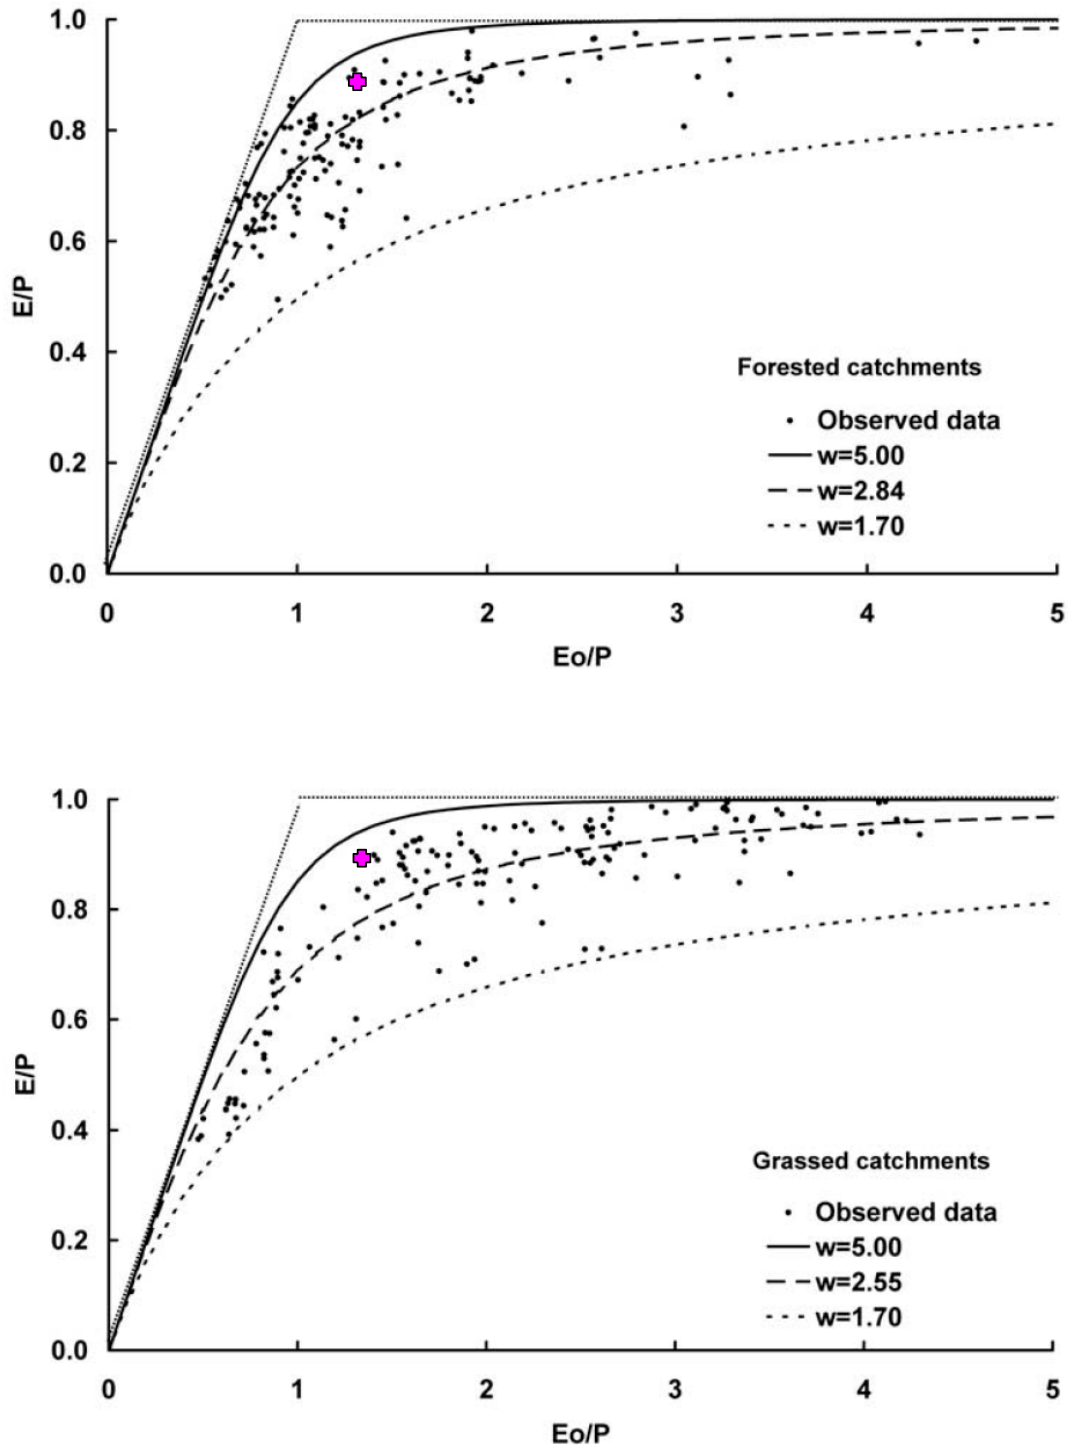 1.0
0.8
0.6
0.4
0.2
0.0
E/P
Forested catchments
Observed data
w=5.00
w=2.84
w=1.70
0 1 2 3 4 5
Eo/P
1.0
0.8
0.6
0.4
0.2
0.0
E/P
Grassed catchments
Observed data
w=5.00
w=2.55
w=1.70
0 1 2 3 4 5
Eo/P